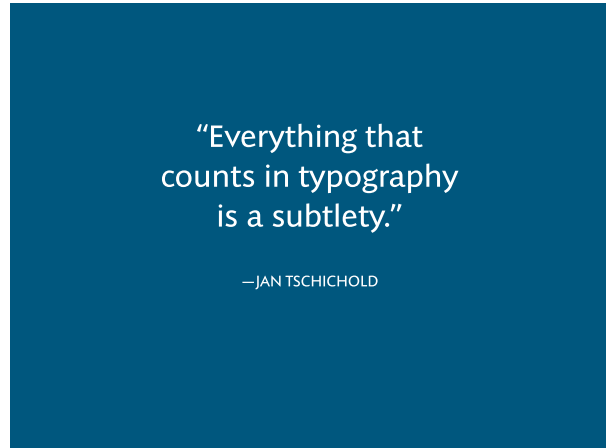 “Everything that
counts in typography
is a subtlety.”
—JAN TSCHICHOLD